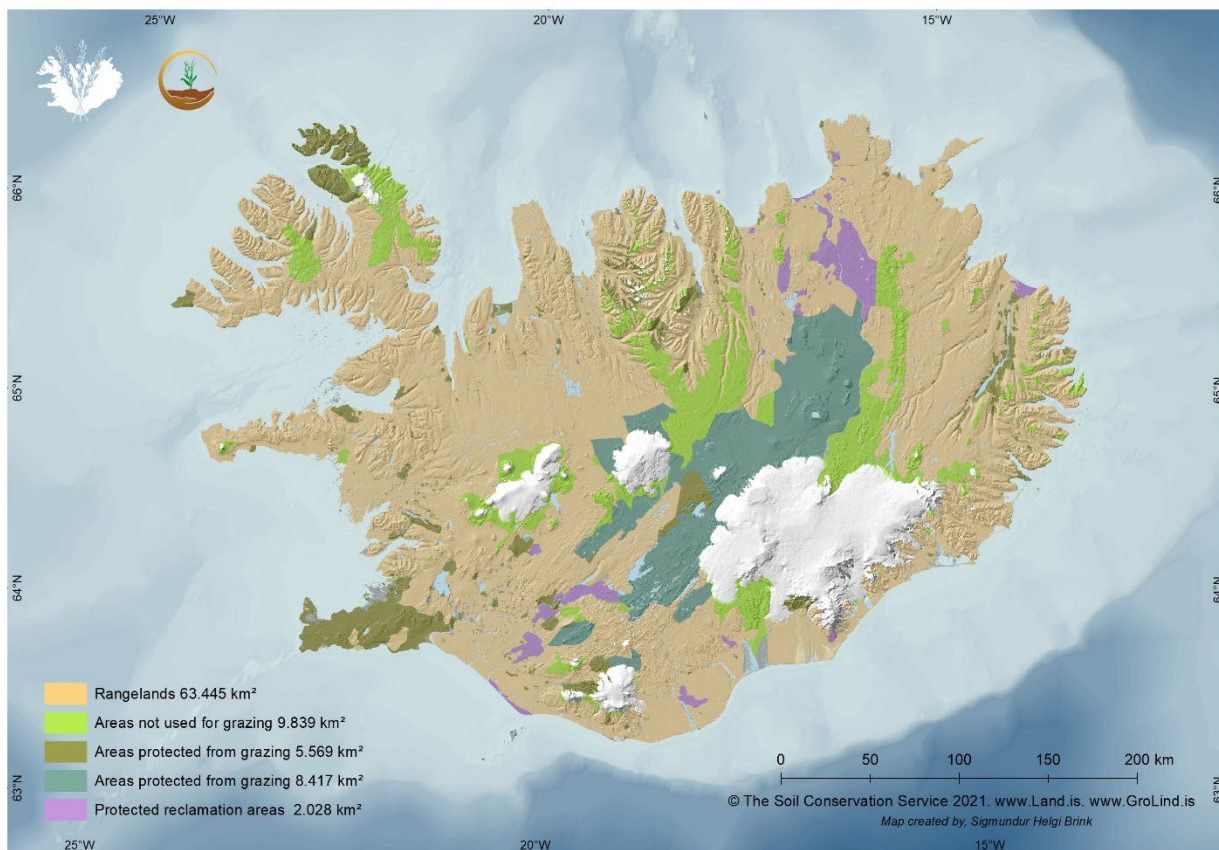 25°W
20°W
15°W
66°N
66°N
65°N
65°N
64°N
64°N
63°N
63°N
Rangelands 63.445 km²
Areas not used for grazing 9.839 km²
Areas protected from grazing 5.569 km²
Areas protected from grazing 8.417 km²
Protected reclamation areas 2.028 km²
0 50 100 150 200 km
© The Soil Conservation Service 2021. www.Land.is. www.GroLind.is
Map created by, Sigmundur Helgi Brink
25°W
20°W
15°W